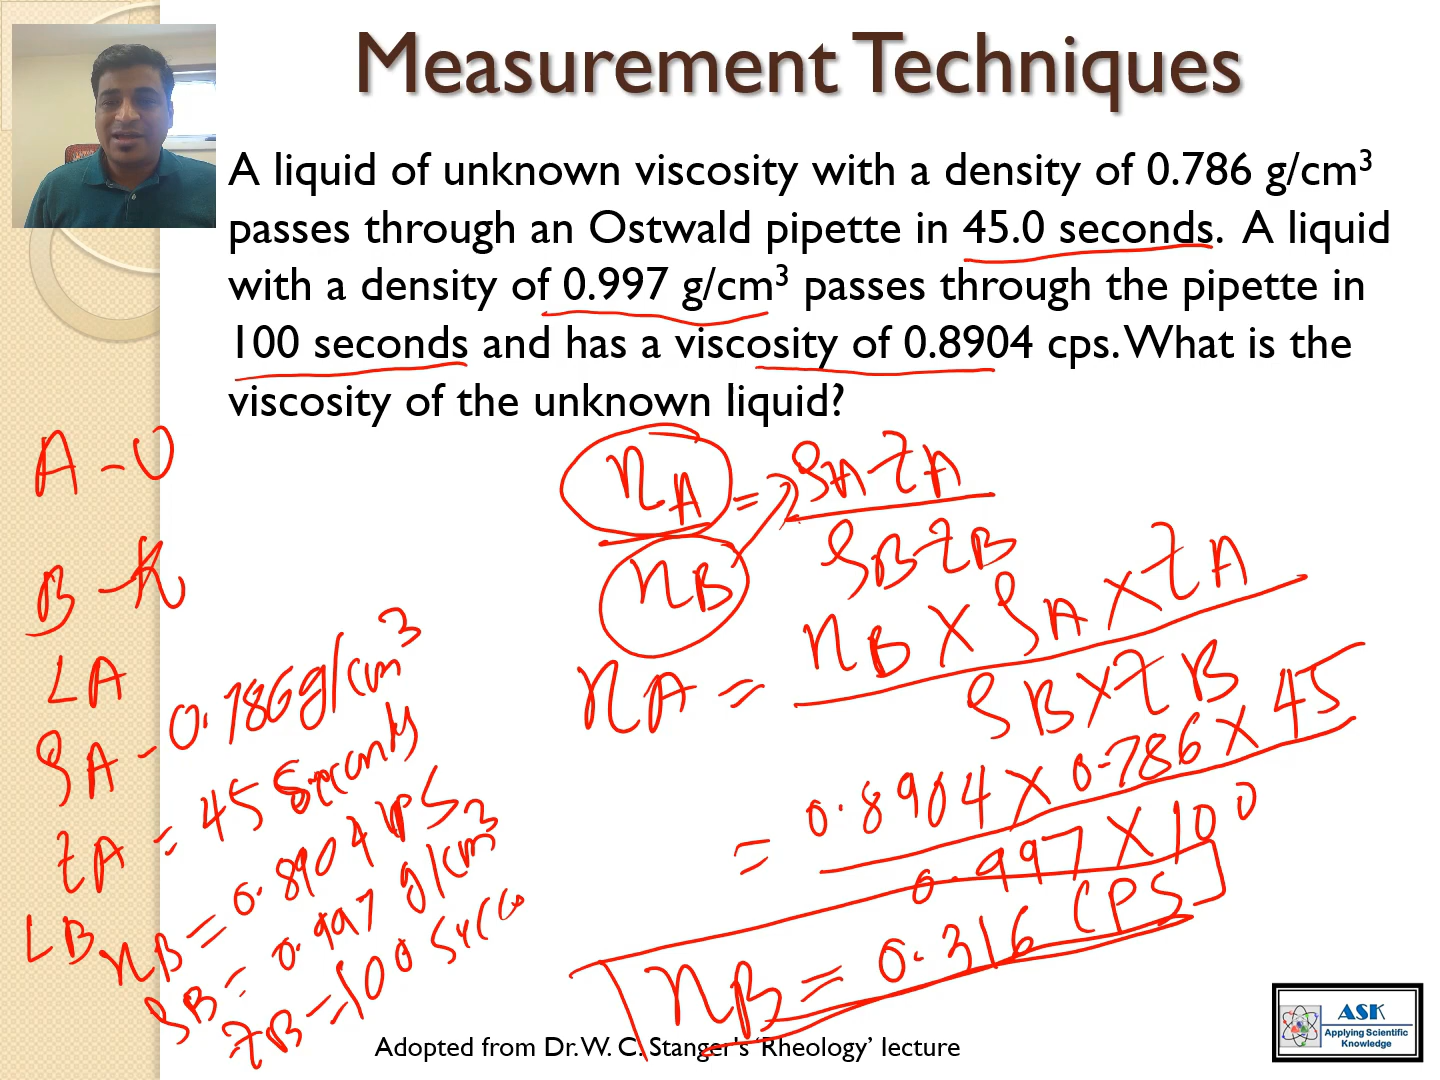 Measurement Techniques
A liquid of unknown viscosity with a density of 0.786 g/cm³
passes through an Ostwald pipette in 45.0 seconds. A liquid
with a density of 0.997 g/cm³ passes through the pipette in
100 seconds and has a viscosity of 0.8904 cps. What is the
viscosity of the unknown liquid?
A - U
B - K
LA
ρA - 0.786 g/cm³
tA = 45 Seconds
LB ηB = 0.8904 cps
ρB = 0.997 g/cm³
tB = 100
ηA = ρA tA
ηB ρB tB
ηA = ηB × ρA × tA
ρB × tB
= 0.8904 × 0.786 × 45
0.997 × 100
ηB = 0.316 CPS
Adopted from Dr. W. C. Stanger's 'Rheology' lecture
ASK
Applying Scientific
Knowledge